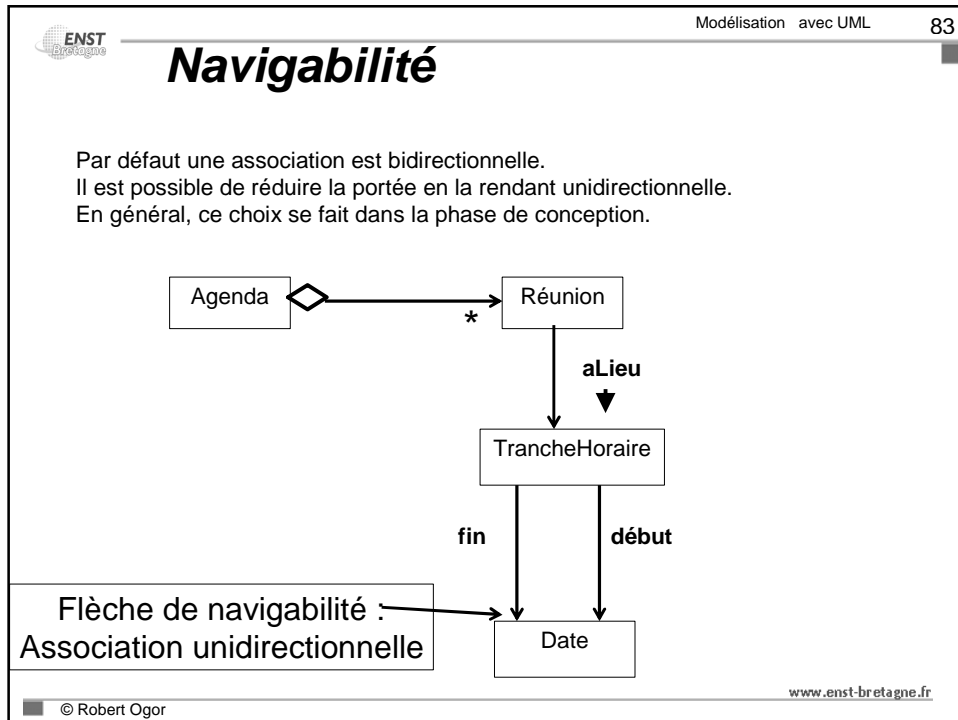 Modélisation avec UML 83
ENST
Bretagne
Navigabilité
Par défaut une association est bidirectionnelle.
Il est possible de réduire la portée en la rendant unidirectionnelle.
En général, ce choix se fait dans la phase de conception.
Agenda
*
Réunion
aLieu
TrancheHoraire
fin
début
Flèche de navigabilité :
Association unidirectionnelle
Date
www.enst-bretagne.fr
© Robert Ogor